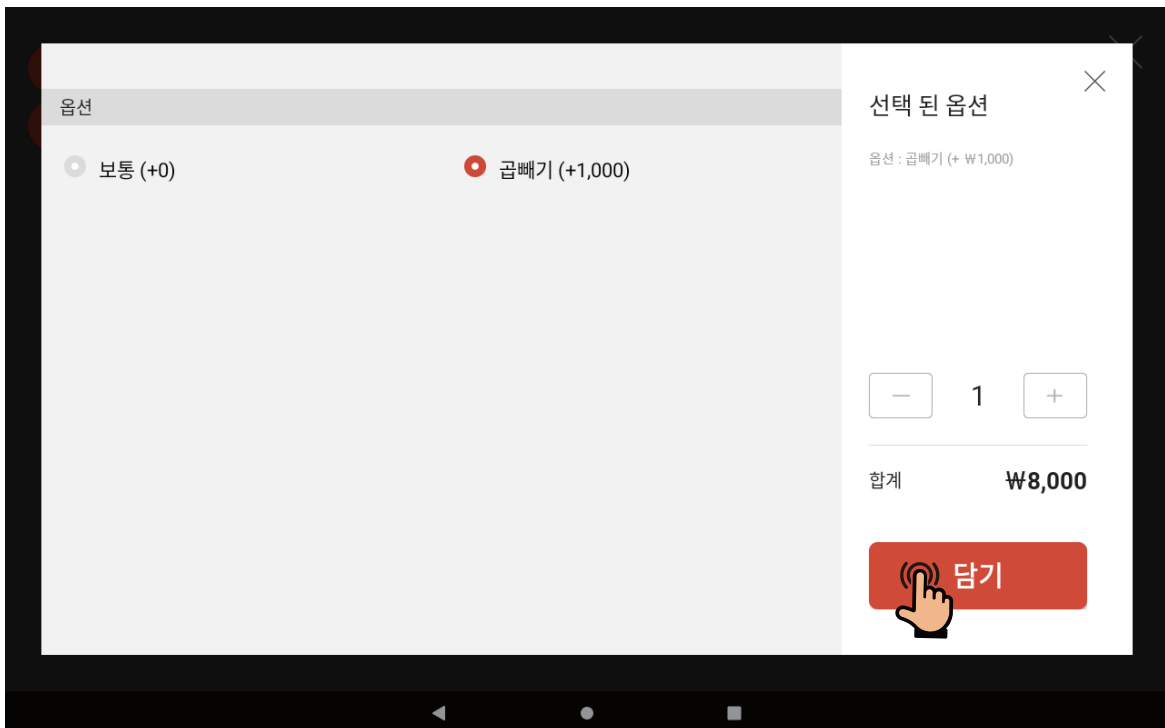 옵션
보통 (+0)
곱빼기 (+1,000)
선택 된 옵션
옵션 : 곱빼기 (+ ₩1,000)
1
합계 ₩8,000
담기